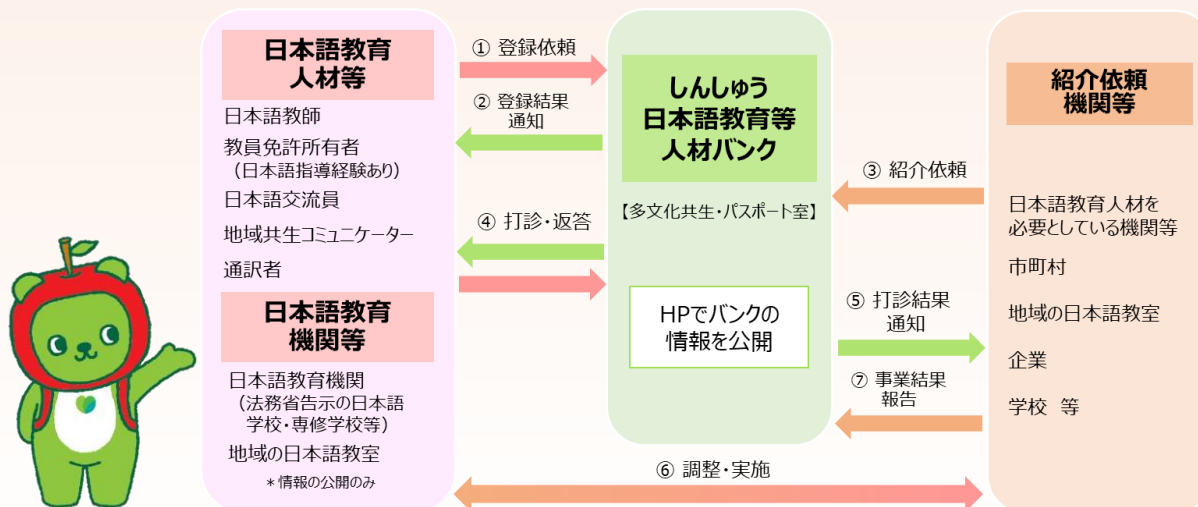 日本語教育
人材等
日本語教師
教員免許所有者
（日本語指導経験あり）
日本語交流員
地域共生コミュニケーター
通訳者
日本語教育
機関等
日本語教育機関
（法務省告示の日本語
学校・専修学校等）
地域の日本語教室
＊情報の公開のみ
① 登録依頼
② 登録結果
通知
④ 打診・返答
しんしゅう
日本語教育等
人材バンク
【多文化共生・パスポート室】
HPでバンクの
情報を公開
③ 紹介依頼
⑤ 打診結果
通知
⑦ 事業結果
報告
⑥ 調整・実施
紹介依頼
機関等
日本語教育人材を
必要としている機関等
市町村
地域の日本語教室
企業
学校 等